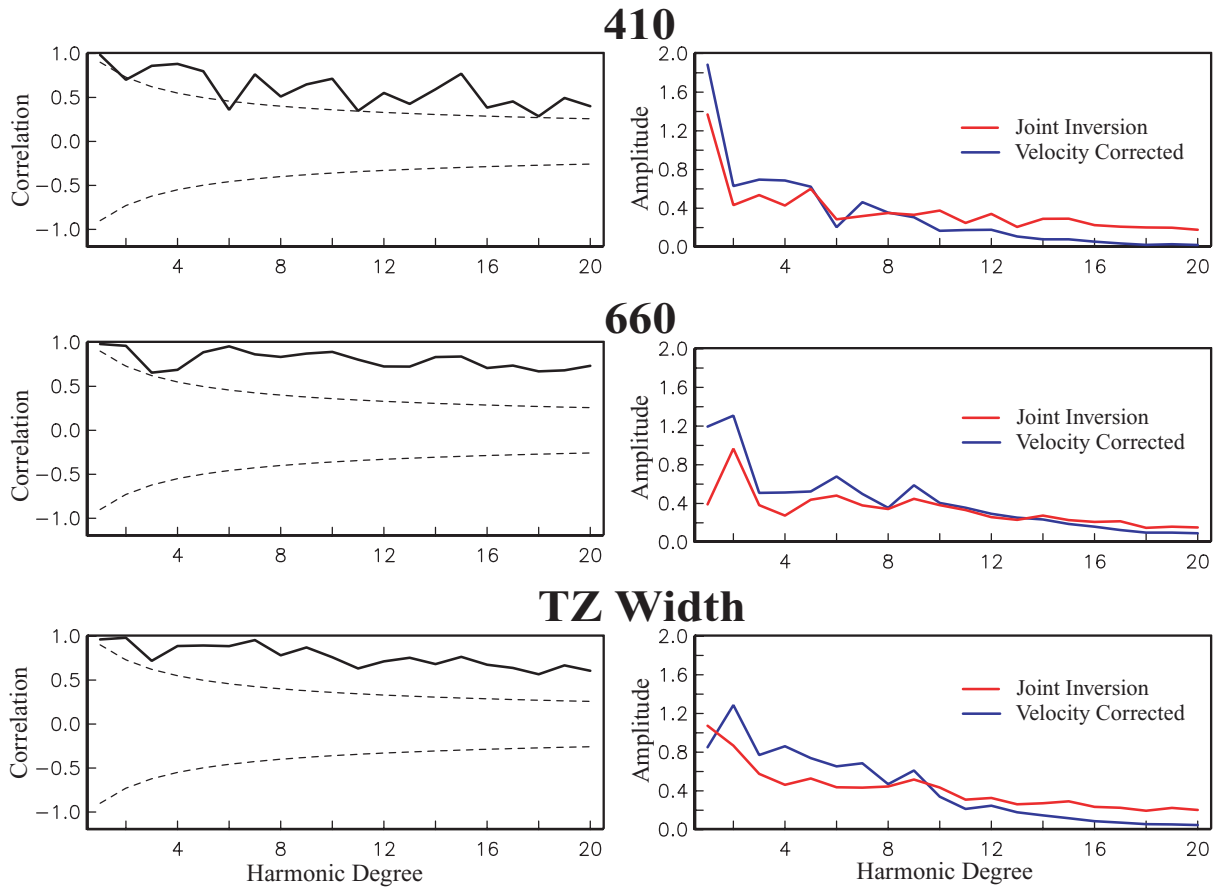 410
1.0
0.5
0.0
−0.5
−1.0
Correlation
4 8 12 16 20
2.0
1.6
1.2
0.8
0.4
0.0
Amplitude
Joint Inversion
Velocity Corrected
4 8 12 16 20
660
1.0
0.5
0.0
−0.5
−1.0
Correlation
4 8 12 16 20
2.0
1.6
1.2
0.8
0.4
0.0
Amplitude
Joint Inversion
Velocity Corrected
4 8 12 16 20
TZ Width
1.0
0.5
0.0
−0.5
−1.0
Correlation
4 8 12 16 20
Harmonic Degree
2.0
1.6
1.2
0.8
0.4
0.0
Amplitude
Joint Inversion
Velocity Corrected
4 8 12 16 20
Harmonic Degree